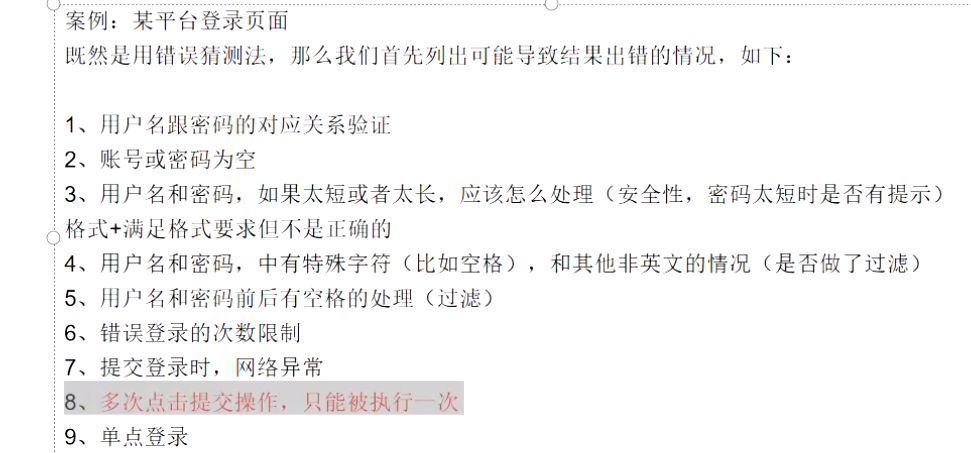 案例：某平台登录页面
既然是用错误猜测法，那么我们首先列出可能导致结果出错的情况，如下：
1、用户名跟密码的对应关系验证
2、账号或密码为空
3、用户名和密码，如果太短或者太长，应该怎么处理（安全性，密码太短时是否有提示）
格式+满足格式要求但不是正确的
4、用户名和密码，中有特殊字符（比如空格），和其他非英文的情况（是否做了过滤）
5、用户名和密码前后有空格的处理（过滤）
6、错误登录的次数限制
7、提交登录时，网络异常
8、多次点击提交操作，只能被执行一次
9、单点登录